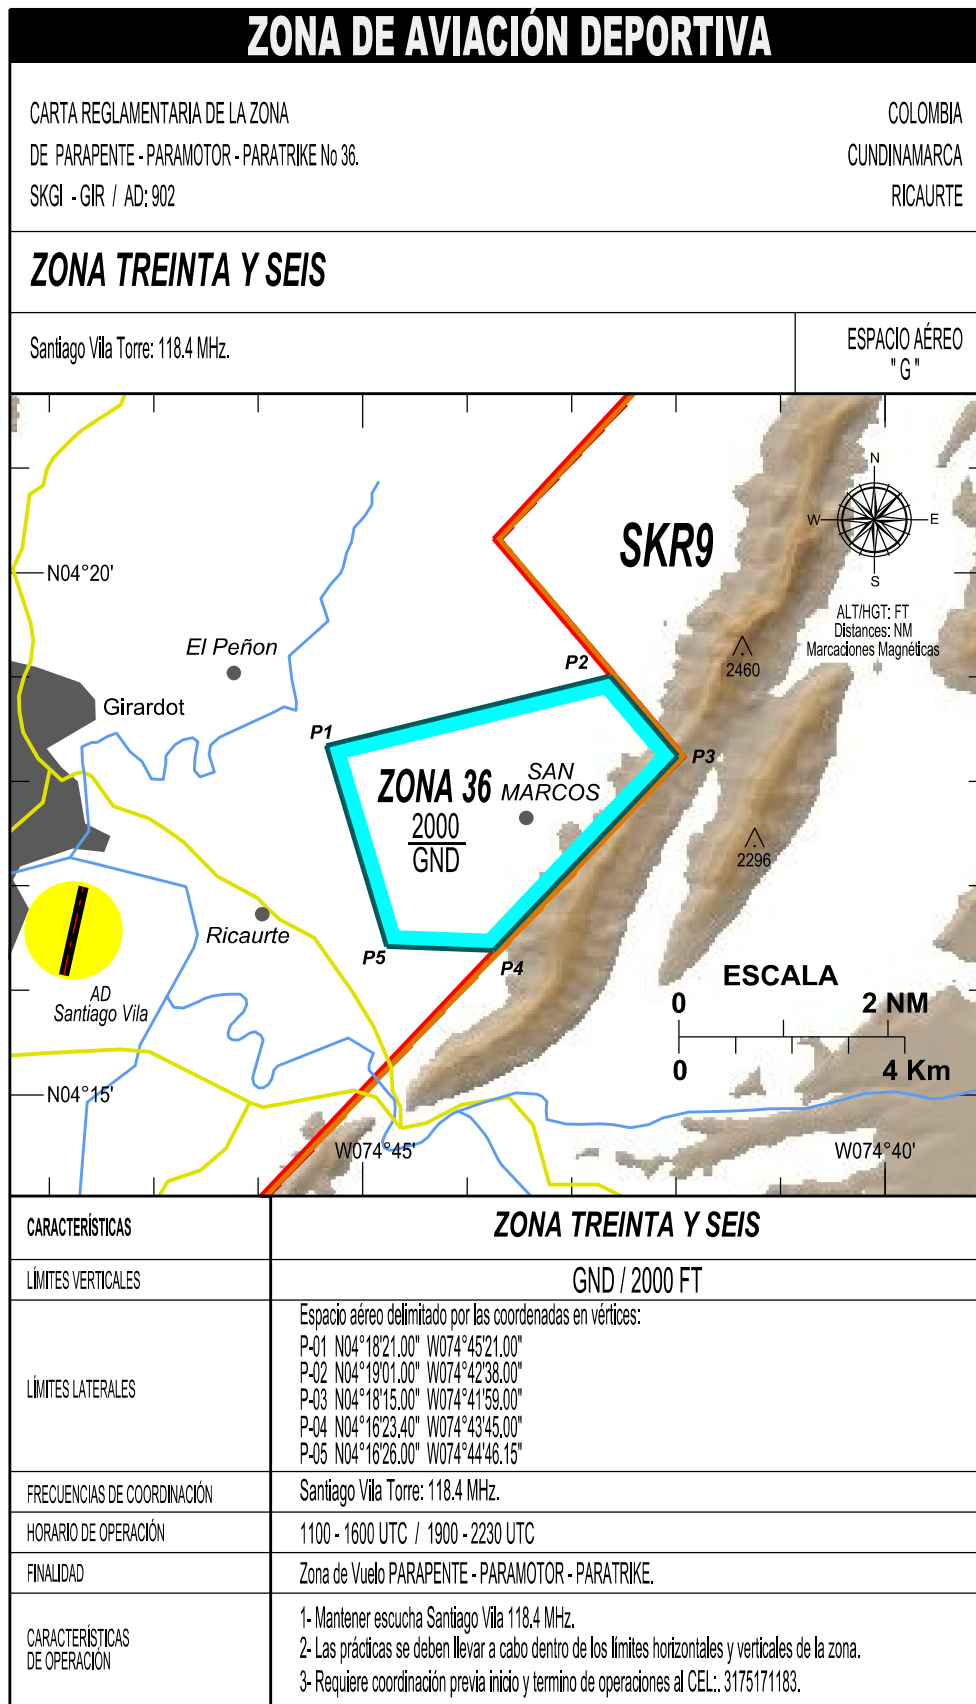 ZONA DE AVIACIÓN DEPORTIVA
CARTA REGLAMENTARIA DE LA ZONA
DE PARAPENTE - PARAMOTOR - PARATRIKE No 36.
SKGI - GIR / AD: 902
COLOMBIA
CUNDINAMARCA
RICAURTE
ZONA TREINTA Y SEIS
Santiago Vila Torre: 118.4 MHz.
ESPACIO AÉREO
" G "
N
W
E
S
SKR9
N04°20'
ALT/HGT: FT
Distances: NM
Marcaciones Magnéticas
El Peñon
P2
2460
Girardot
P1
P3
ZONA 36
2000
GND
SAN
MARCOS
2296
Ricaurte
P5
P4
AD
Santiago Vila
ESCALA
0
2 NM
0
4 Km
N04°15'
W074°45'
W074°40'
CARACTERÍSTICAS
ZONA TREINTA Y SEIS
LÍMITES VERTICALES
GND / 2000 FT
LÍMITES LATERALES
Espacio aéreo delimitado por las coordenadas en vértices:
P-01 N04°18'21.00" W074°45'21.00"
P-02 N04°19'01.00" W074°42'38.00"
P-03 N04°18'15.00" W074°41'59.00"
P-04 N04°16'23.40" W074°43'45.00"
P-05 N04°16'26.00" W074°44'46.15"
FRECUENCIAS DE COORDINACIÓN
Santiago Vila Torre: 118.4 MHz.
HORARIO DE OPERACIÓN
1100 - 1600 UTC / 1900 - 2230 UTC
FINALIDAD
Zona de Vuelo PARAPENTE - PARAMOTOR - PARATRIKE.
CARACTERÍSTICAS
DE OPERACIÓN
1- Mantener escucha Santiago Vila 118.4 MHz.
2- Las prácticas se deben llevar a cabo dentro de los límites horizontales y verticales de la zona.
3- Requiere coordinación previa inicio y termino de operaciones al CEL:. 3175171183.